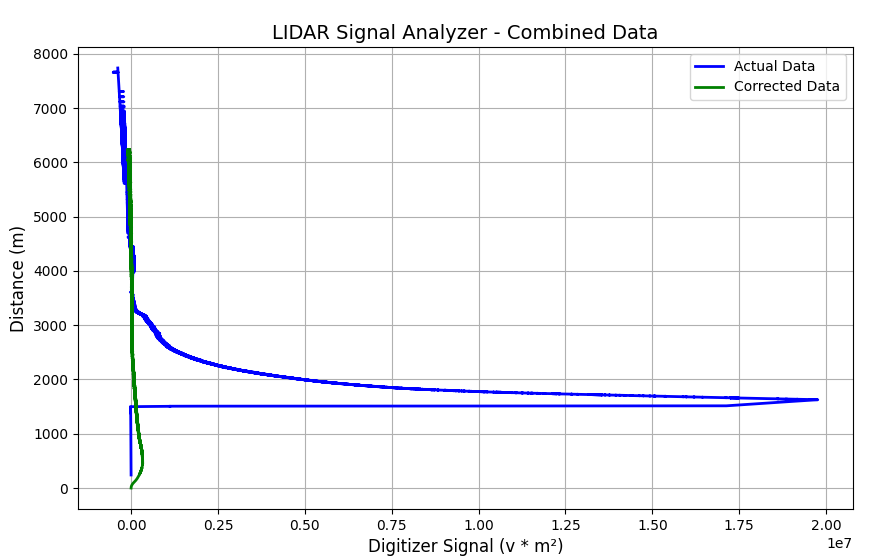 LIDAR Signal Analyzer - Combined Data
Actual Data
Corrected Data
8000
7000
6000
5000
4000
3000
2000
1000
0
Distance (m)
0.00 0.25 0.50 0.75 1.00 1.25 1.50 1.75 2.00
1e7
Digitizer Signal (v * m²)